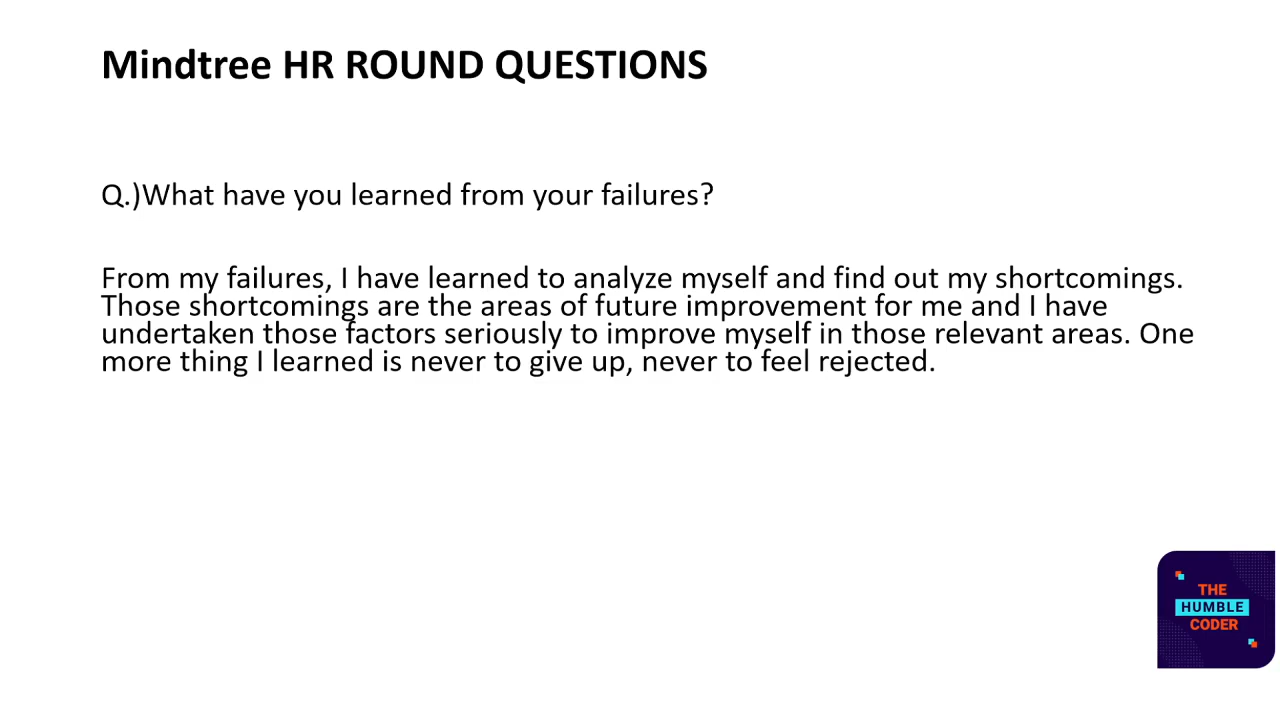 Mindtree HR ROUND QUESTIONS
Q.)What have you learned from your failures?
From my failures, I have learned to analyze myself and find out my shortcomings.
Those shortcomings are the areas of future improvement for me and I have
undertaken those factors seriously to improve myself in those relevant areas. One
more thing I learned is never to give up, never to feel rejected.
THE
HUMBLE
CODER